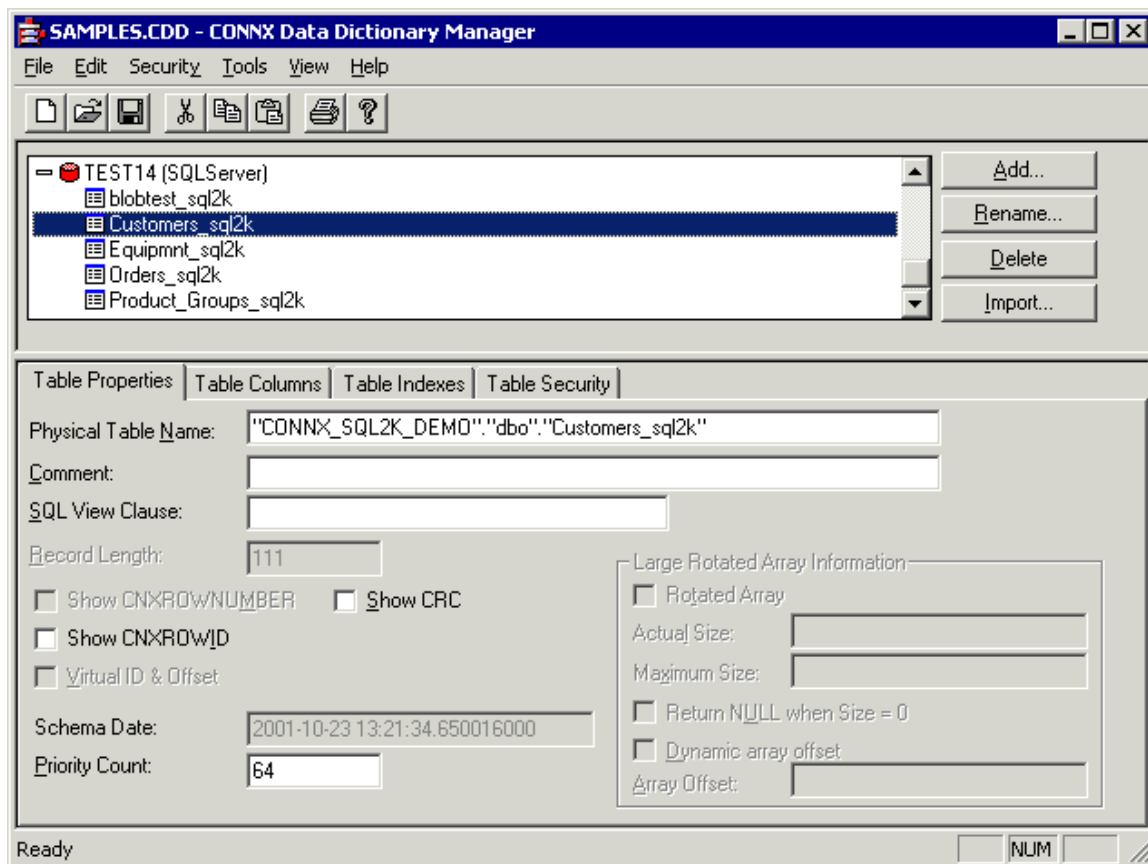 SAMPLES.CDD - CONNX Data Dictionary Manager
File Edit Security Tools View Help
TEST14 (SQLServer)
blobtest_sql2k
Customers_sql2k
Equipmnt_sql2k
Orders_sql2k
Product_Groups_sql2k
Add...
Rename...
Delete
Import...
Table Properties Table Columns Table Indexes Table Security
Physical Table Name: "CONNX_SQL2K_DEMO"."dbo"."Customers_sql2k"
Comment:
SQL View Clause:
Record Length: 111
Show CNXROWNUMBER Show CRC
Show CNXROWID
Virtual ID & Offset
Schema Date: 2001-10-23 13:21:34.650016000
Priority Count: 64
Large Rotated Array Information
Rotated Array
Actual Size:
Maximum Size:
Return NULL when Size = 0
Dynamic array offset
Array Offset:
Ready NUM